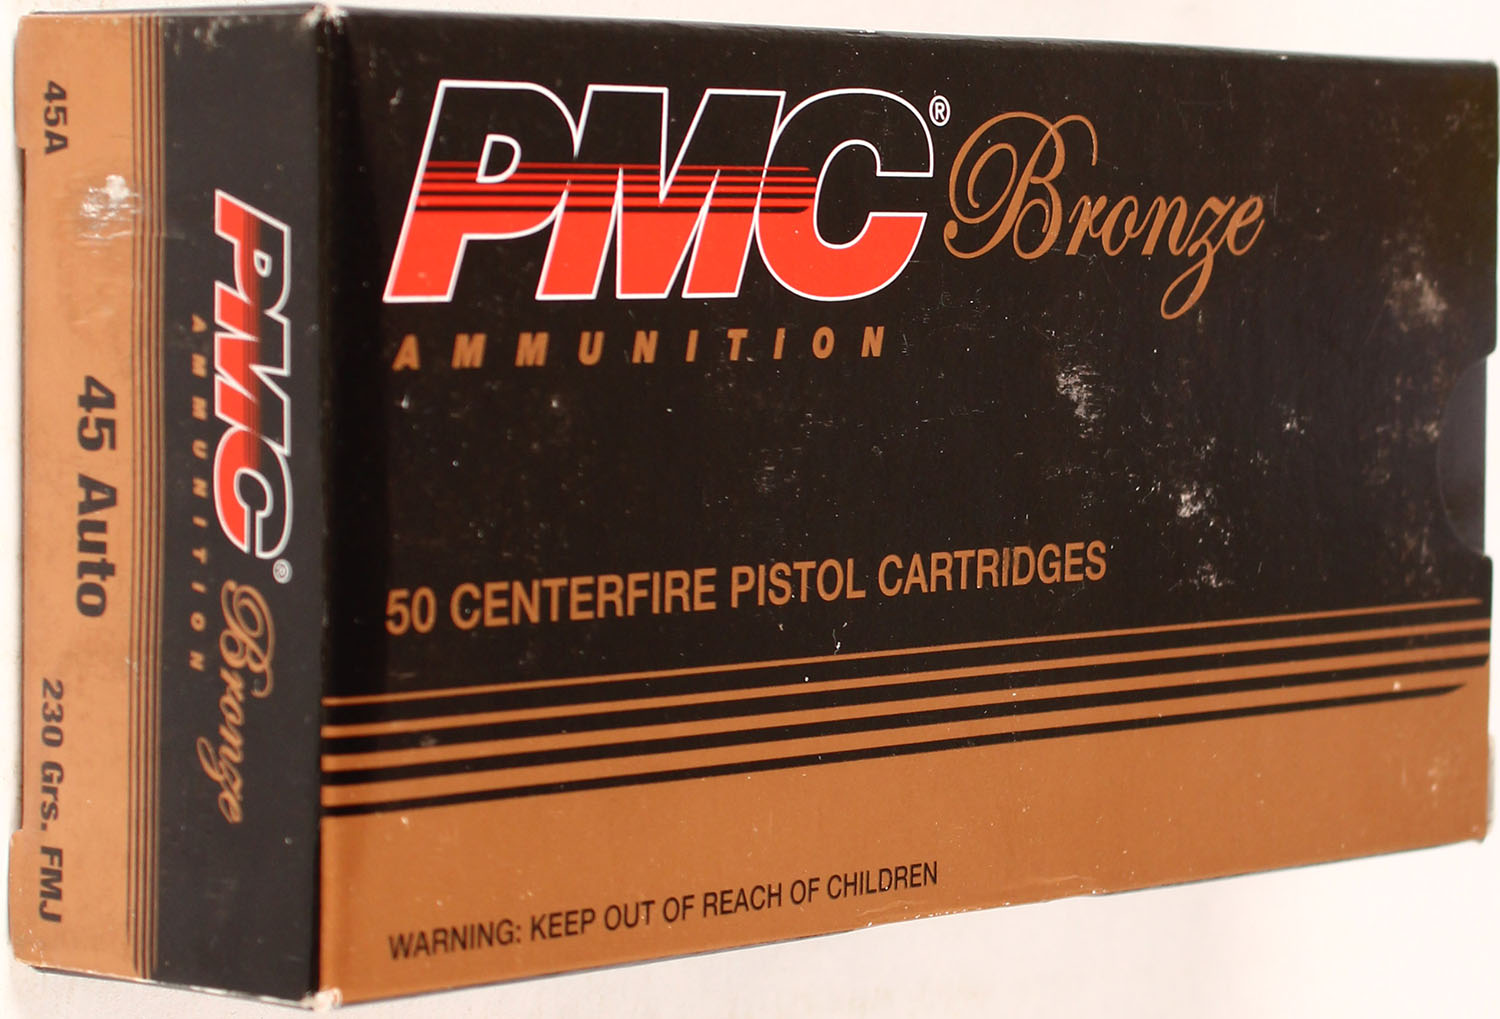 PMC® Bronze
AMMUNITION
50 CENTERFIRE PISTOL CARTRIDGES
WARNING: KEEP OUT OF REACH OF CHILDREN
PMC® Bronze
AMMUNITION
45A
45 Auto
230 Grs. FMJ